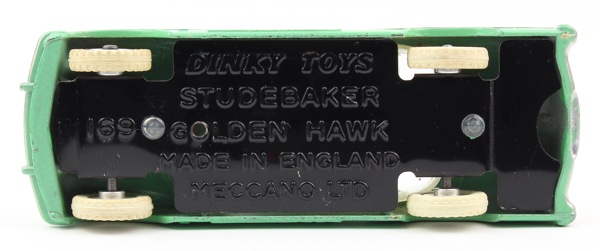 DINKY TOYS
STUDEBAKER
169 GOLDEN HAWK
MADE IN ENGLAND
MECCANO LTD